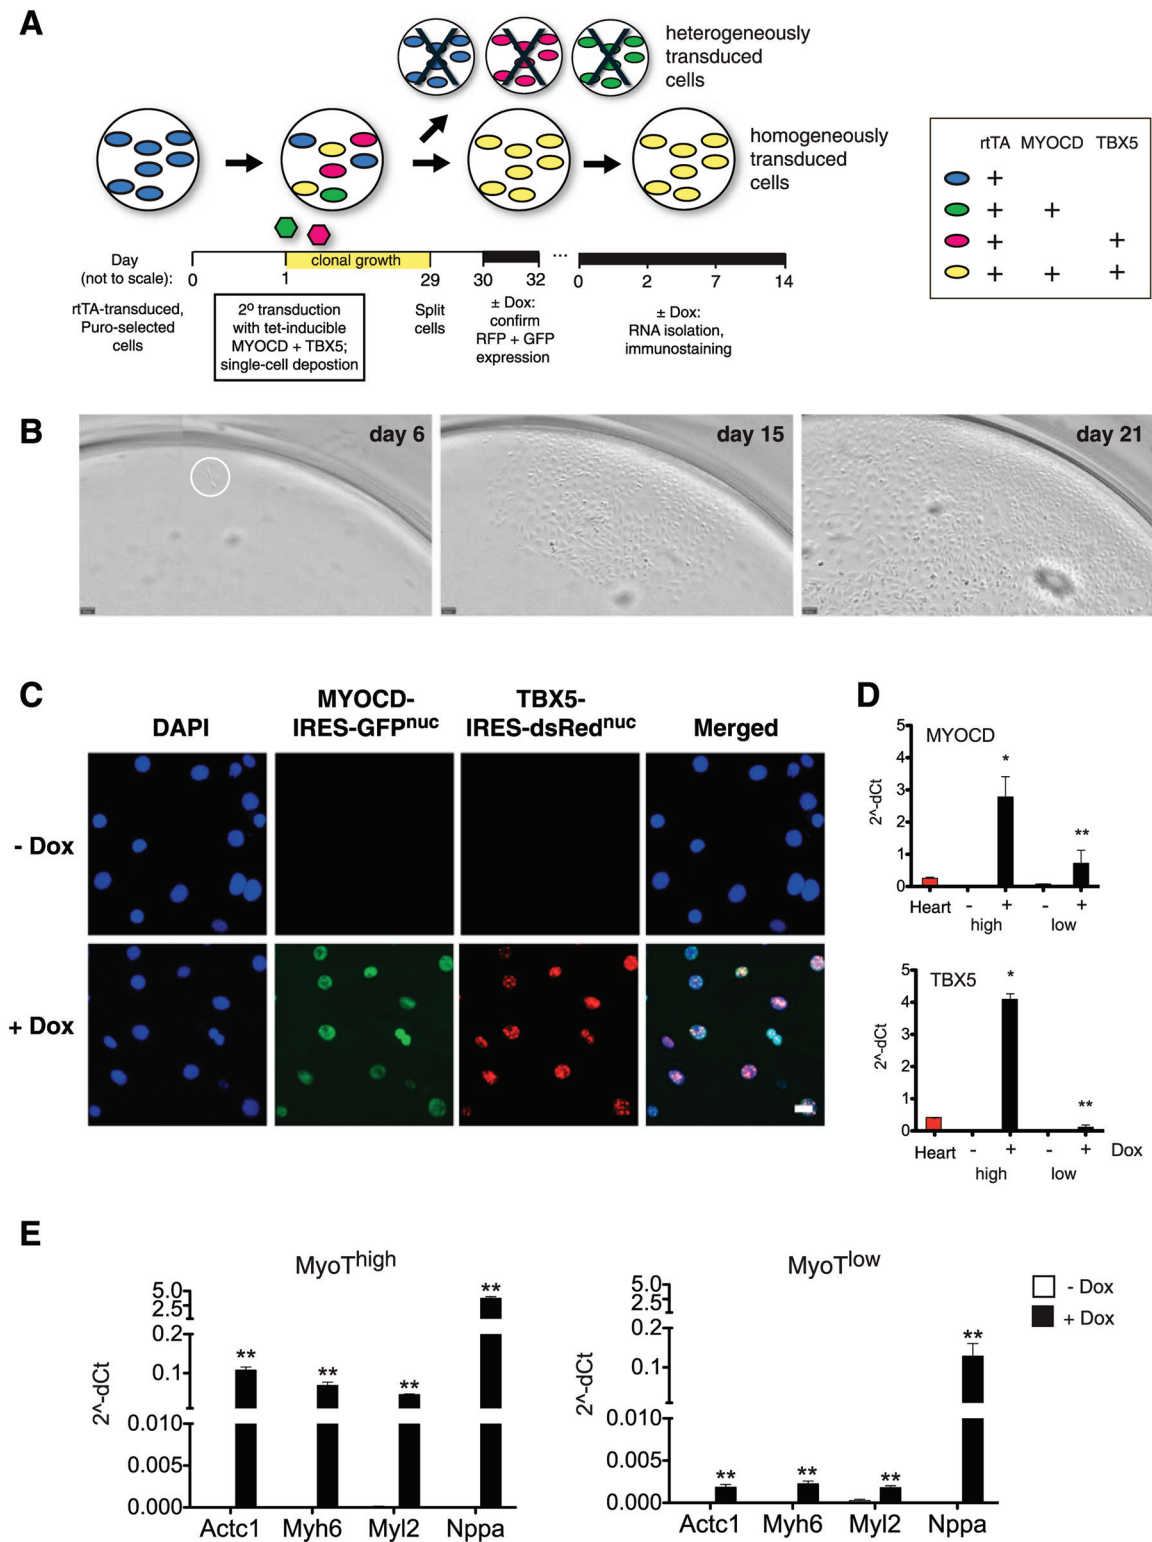 A
heterogeneously
transduced
cells
homogeneously
transduced
cells
rtTA MYOCD TBX5
+
+ +
+ +
+ + +
clonal growth
...
Day
(not to scale):
0 1 29 30 32 0 2 7 14
rtTA-transduced,
Puro-selected
cells
2º transduction
with tet-inducible
MYOCD + TBX5;
single-cell depostion
Split
cells
± Dox:
confirm
RFP + GFP
expression
± Dox:
RNA isolation,
immunostaining
B
day 6
day 15
day 21
C
DAPI
MYOCD-
IRES-GFPnuc
TBX5-
IRES-dsRednuc
Merged
- Dox
+ Dox
D
MYOCD
2^-dCt
5
4
3
2
1
0
*
**
Heart - + - +
high low
TBX5
2^-dCt
5
4
3
2
1
0
*
**
Heart - + - + Dox
high low
E
MyoThigh
2^-dCt
5.0
2.5
0.2
0.1
0.010
0.005
0.000
** ** ** **
Actc1 Myh6 Myl2 Nppa
MyoTlow
2^-dCt
5.0
2.5
0.2
0.1
0.010
0.005
0.000
** ** ** **
Actc1 Myh6 Myl2 Nppa
- Dox
+ Dox